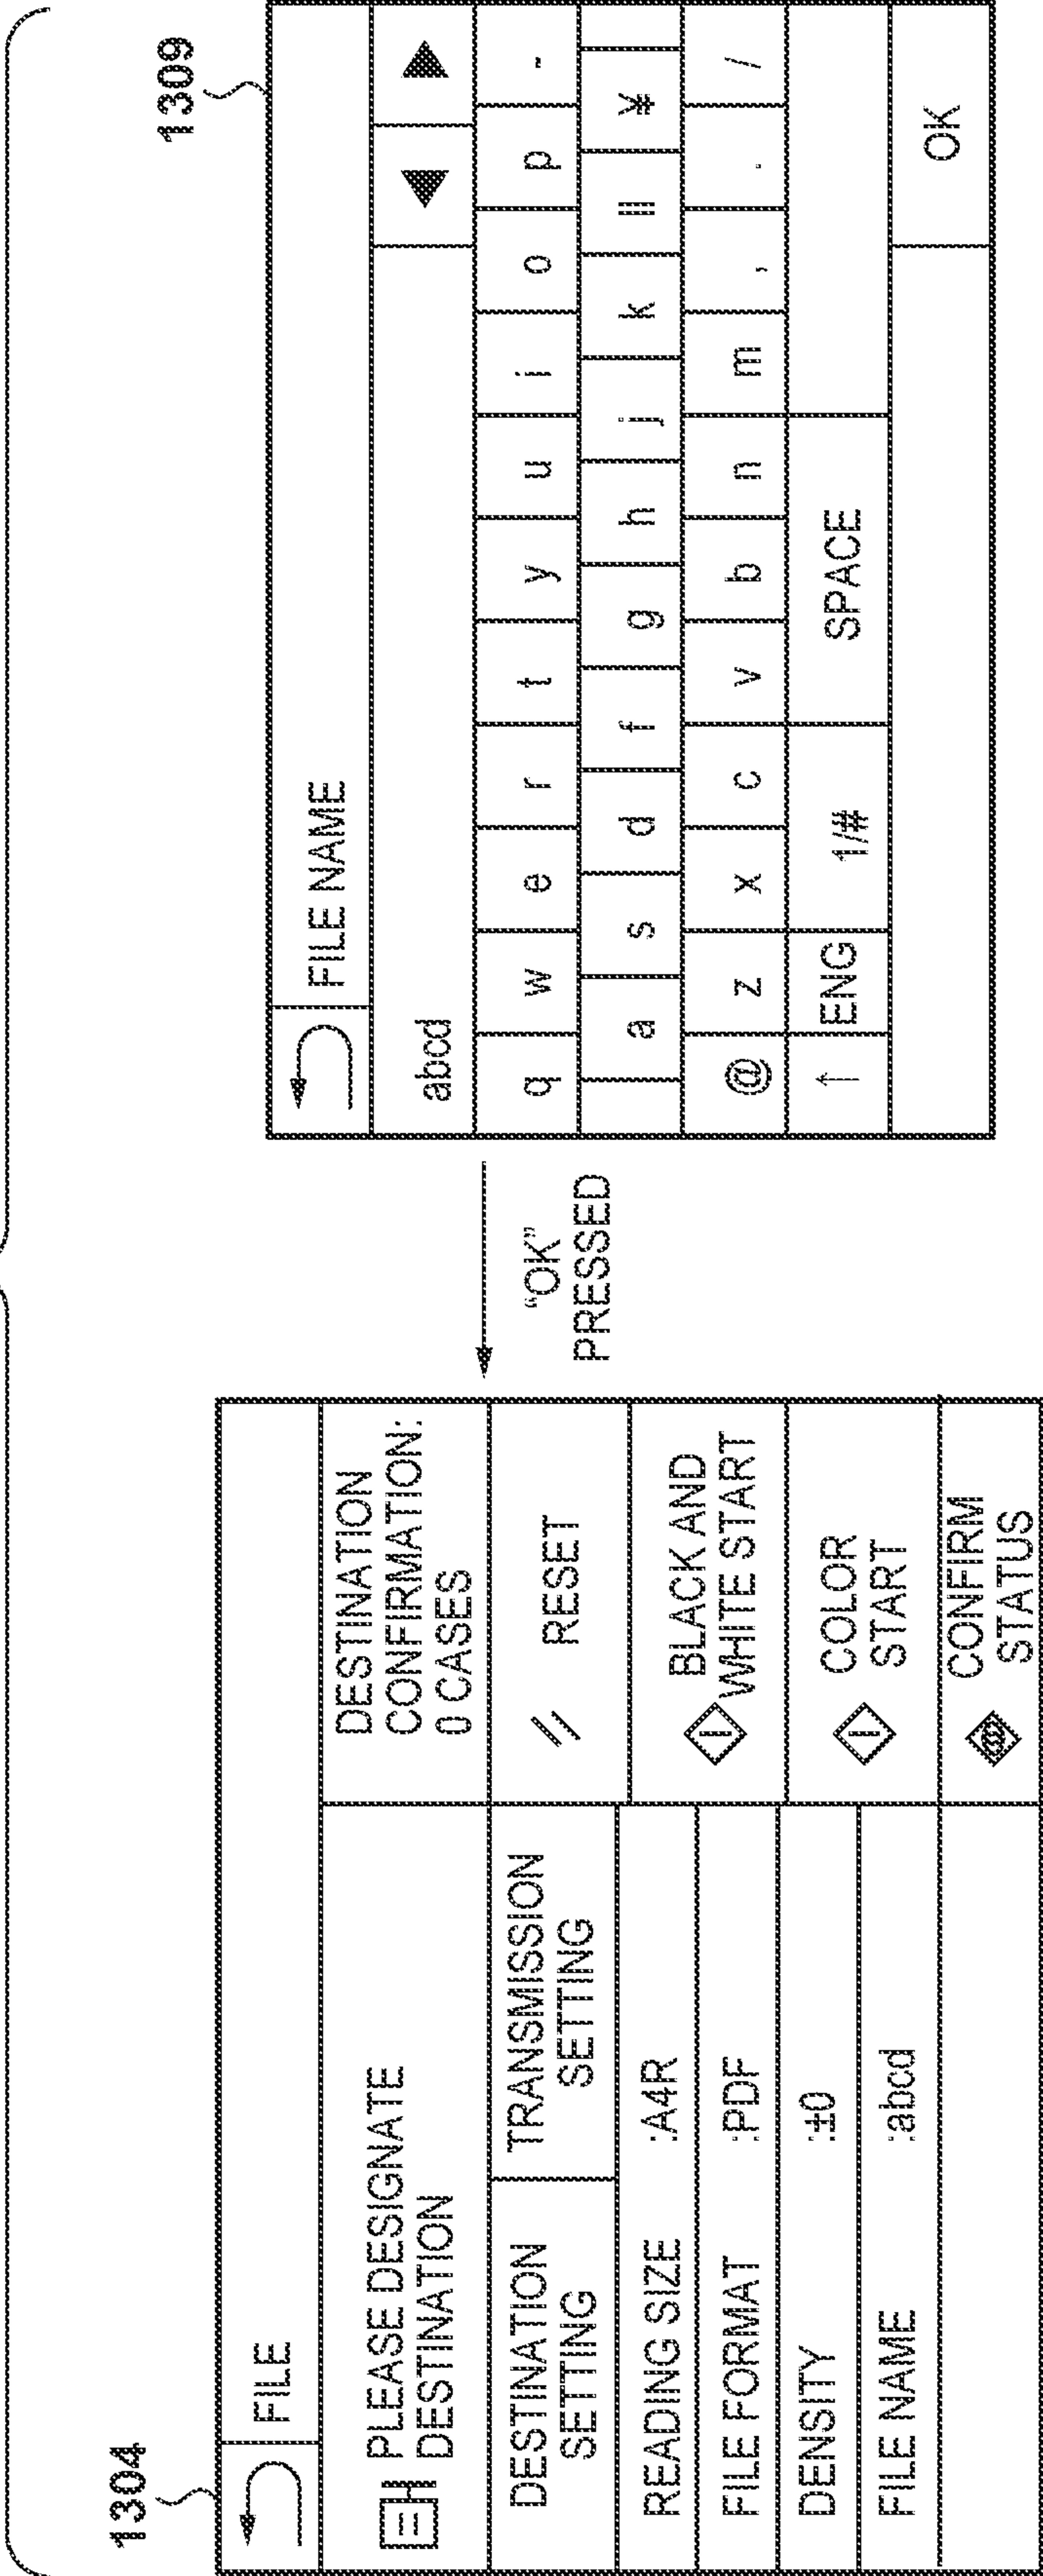 1304
FILE
PLEASE DESIGNATE
DESTINATION
DESTINATION
CONFIRMATION:
0 CASES
DESTINATION
SETTING
TRANSMISSION
SETTING
RESET
READING SIZE :A4R
FILE FORMAT :PDF
DENSITY :±0
FILE NAME :abcd
BLACK AND
WHITE START
COLOR
START
CONFIRM
STATUS
"OK"
PRESSED
1309
FILE NAME
abcd
q w e r t y u i o p -
a s d f g h j k ll ¥
@ z x c v b n m , . /
↑ ENG 1/# SPACE
OK